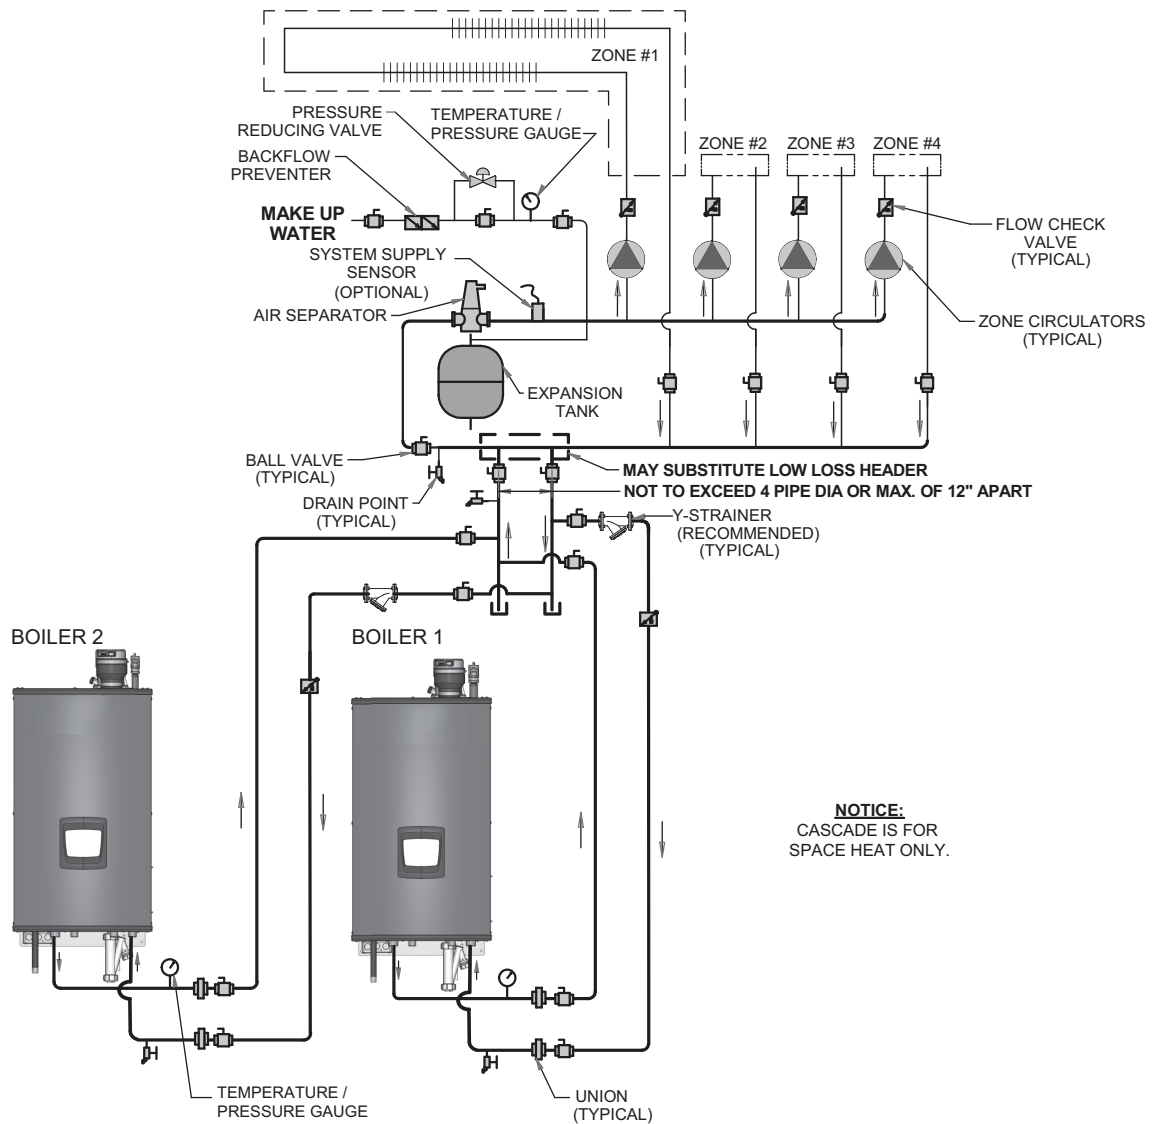 ZONE #1
PRESSURE
REDUCING VALVE
TEMPERATURE /
PRESSURE GAUGE
BACKFLOW
PREVENTER
ZONE #2
ZONE #3
ZONE #4
MAKE UP
WATER
FLOW CHECK
VALVE
(TYPICAL)
SYSTEM SUPPLY
SENSOR
(OPTIONAL)
AIR SEPARATOR
ZONE CIRCULATORS
(TYPICAL)
EXPANSION
TANK
BALL VALVE
(TYPICAL)
MAY SUBSTITUTE LOW LOSS HEADER
NOT TO EXCEED 4 PIPE DIA OR MAX. OF 12" APART
DRAIN POINT
(TYPICAL)
Y-STRAINER
(RECOMMENDED)
(TYPICAL)
BOILER 2
BOILER 1
NOTICE:
CASCADE IS FOR
SPACE HEAT ONLY.
TEMPERATURE /
PRESSURE GAUGE
UNION
(TYPICAL)